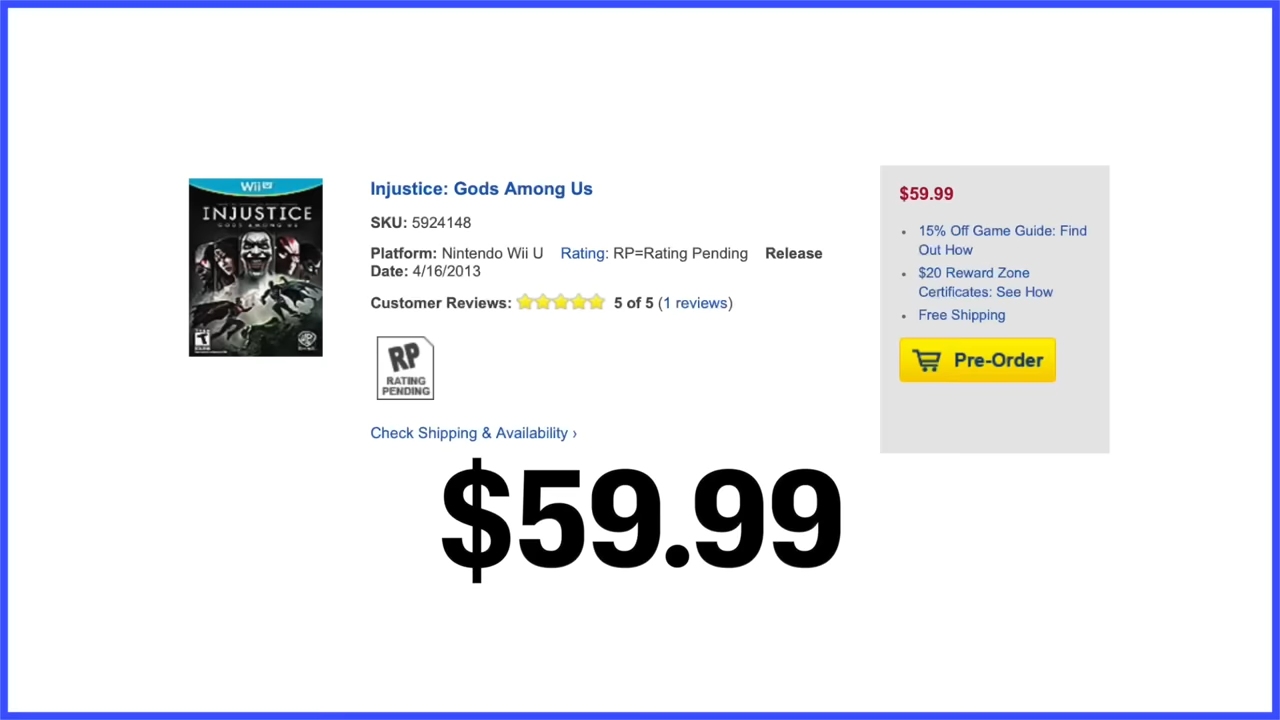 Wii U
INJUSTICE
GODS AMONG US
Injustice: Gods Among Us
SKU: 5924148
Platform: Nintendo Wii U Rating: RP=Rating Pending Release
Date: 4/16/2013
Customer Reviews: 5 of 5 (1 reviews)
RP
RATING
PENDING
Check Shipping & Availability ›
$59.99
• 15% Off Game Guide: Find
Out How
• $20 Reward Zone
Certificates: See How
• Free Shipping
Pre-Order
$59.99